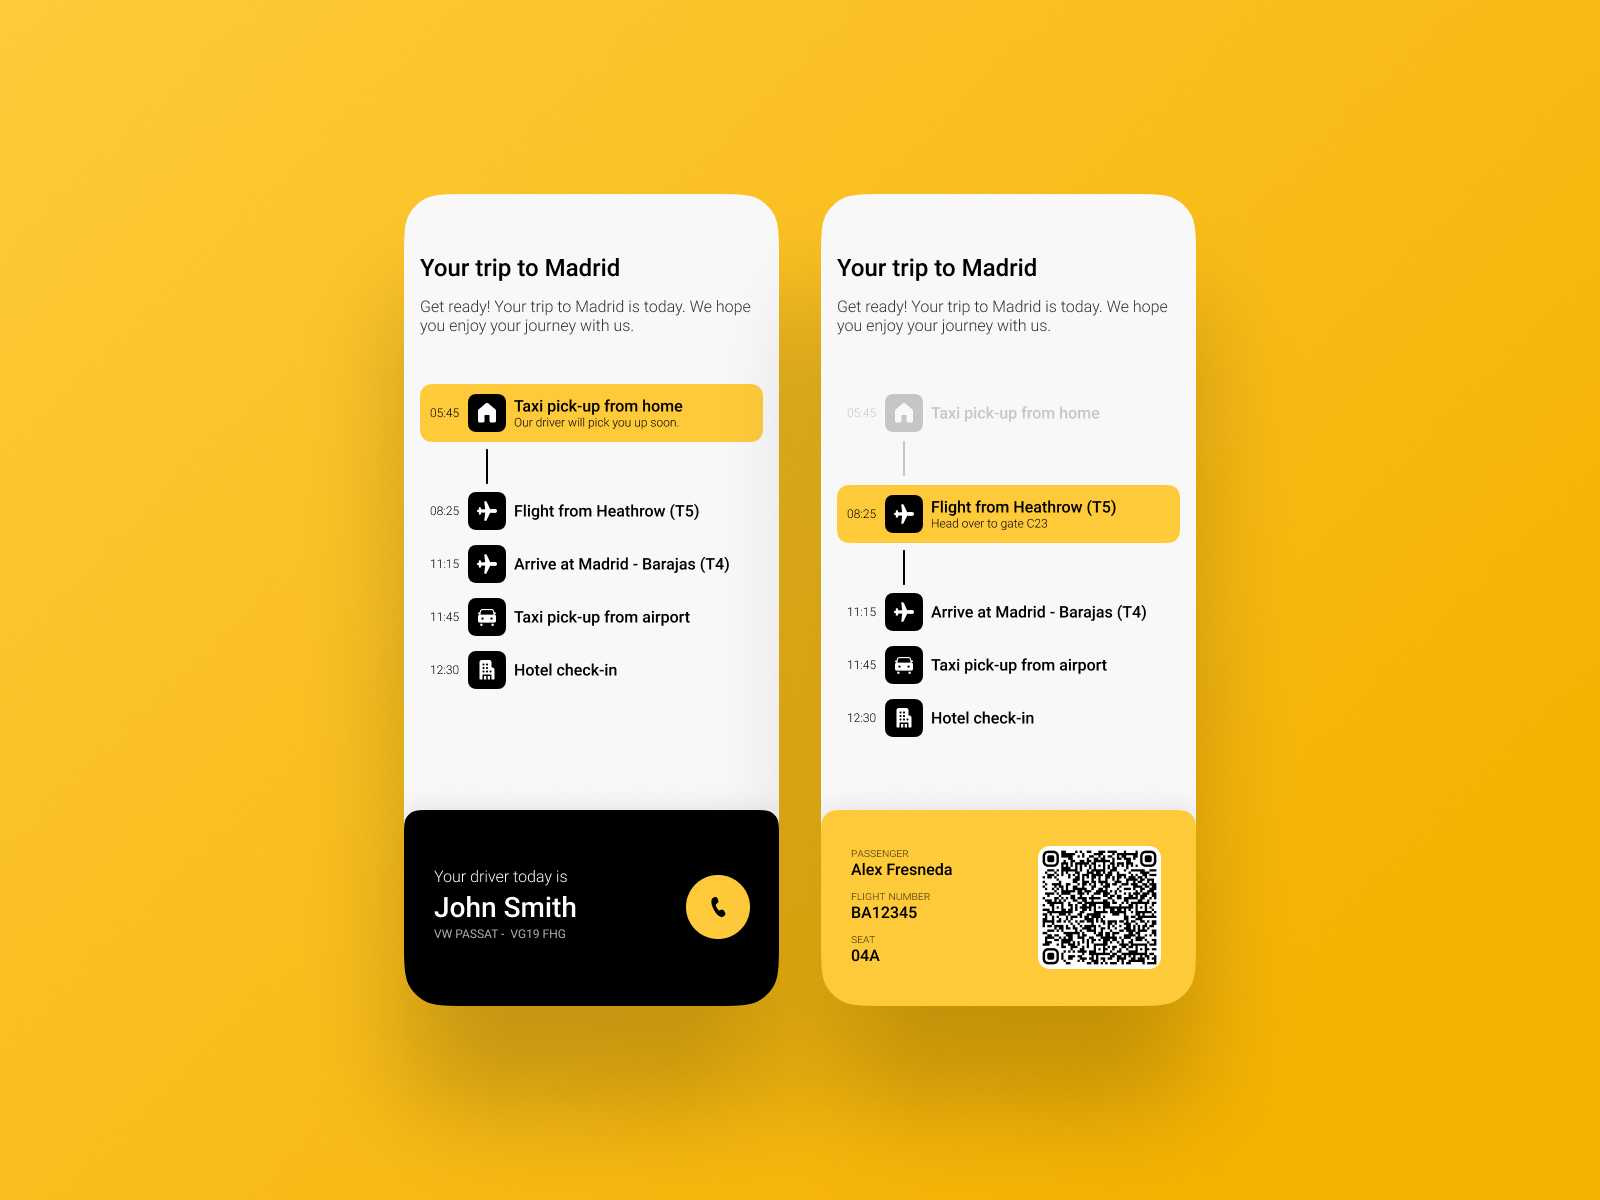 Your trip to Madrid
Get ready! Your trip to Madrid is today. We hope
you enjoy your journey with us.
05:45 Taxi pick-up from home
Our driver will pick you up soon.
08:25 Flight from Heathrow (T5)
11:15 Arrive at Madrid - Barajas (T4)
11:45 Taxi pick-up from airport
12:30 Hotel check-in
Your driver today is
John Smith
VW PASSAT - VG19 FHG
Your trip to Madrid
Get ready! Your trip to Madrid is today. We hope
you enjoy your journey with us.
05:45 Taxi pick-up from home
08:25 Flight from Heathrow (T5)
Head over to gate C23
11:15 Arrive at Madrid - Barajas (T4)
11:45 Taxi pick-up from airport
12:30 Hotel check-in
PASSENGER
Alex Fresneda
FLIGHT NUMBER
BA12345
SEAT
04A